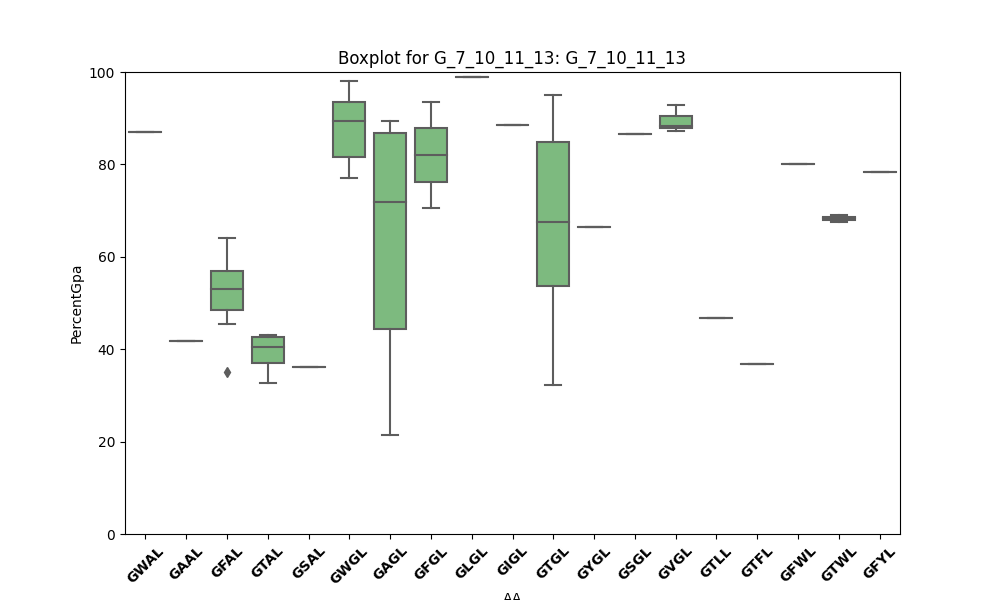 Boxplot for G_7_10_11_13: G_7_10_11_13
PercentGpa
100
80
60
40
20
0
GWAL GAAL GFAL GTAL GSAL GWGL GAGL GFGL GLGL GIGL GTGL GYGL GSGL GVGL GTLL GTFL GFWL GTWL GFYL
AA